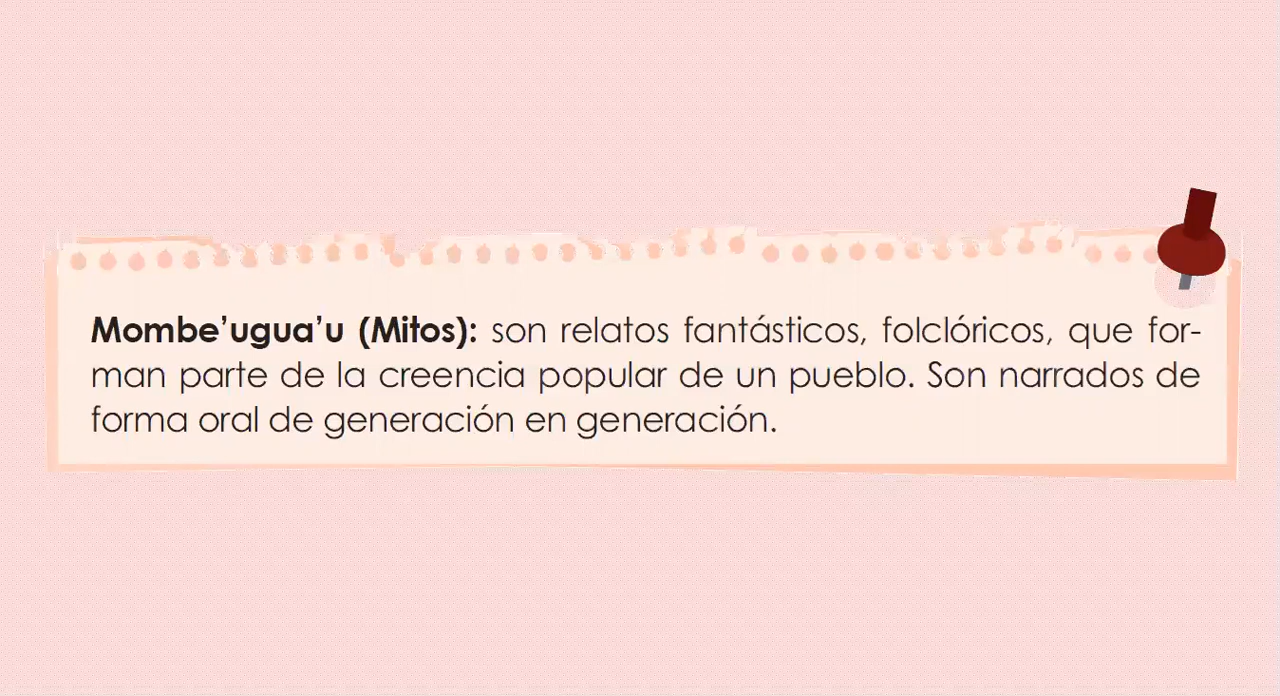 Mombe’ugua’u (Mitos): son relatos fantásticos, folclóricos, que for-
man parte de la creencia popular de un pueblo. Son narrados de
forma oral de generación en generación.